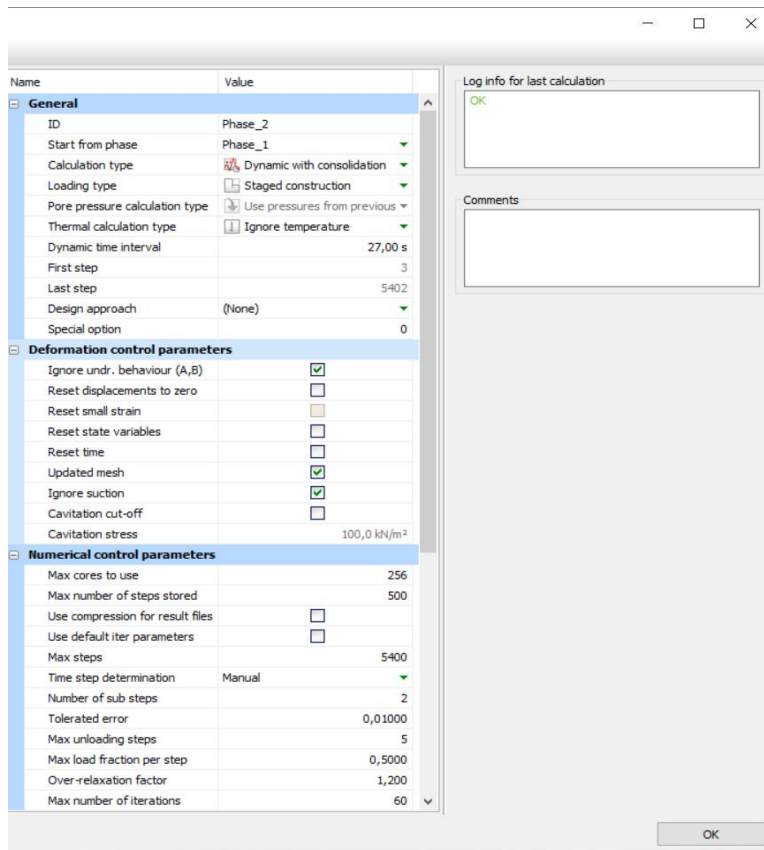 Name Value
General
ID Phase_2
Start from phase Phase_1
Calculation type Dynamic with consolidation
Loading type Staged construction
Pore pressure calculation type Use pressures from previous
Thermal calculation type Ignore temperature
Dynamic time interval 27,00 s
First step 3
Last step 5402
Design approach (None)
Special option 0
Deformation control parameters
Ignore undr. behaviour (A,B)
Reset displacements to zero
Reset small strain
Reset state variables
Reset time
Updated mesh
Ignore suction
Cavitation cut-off
Cavitation stress 100,0 kN/m²
Numerical control parameters
Max cores to use 256
Max number of steps stored 500
Use compression for result files
Use default iter parameters
Max steps 5400
Time step determination Manual
Number of sub steps 2
Tolerated error 0,01000
Max unloading steps 5
Max load fraction per step 0,5000
Over-relaxation factor 1,200
Max number of iterations 60
Log info for last calculation
OK
Comments
OK